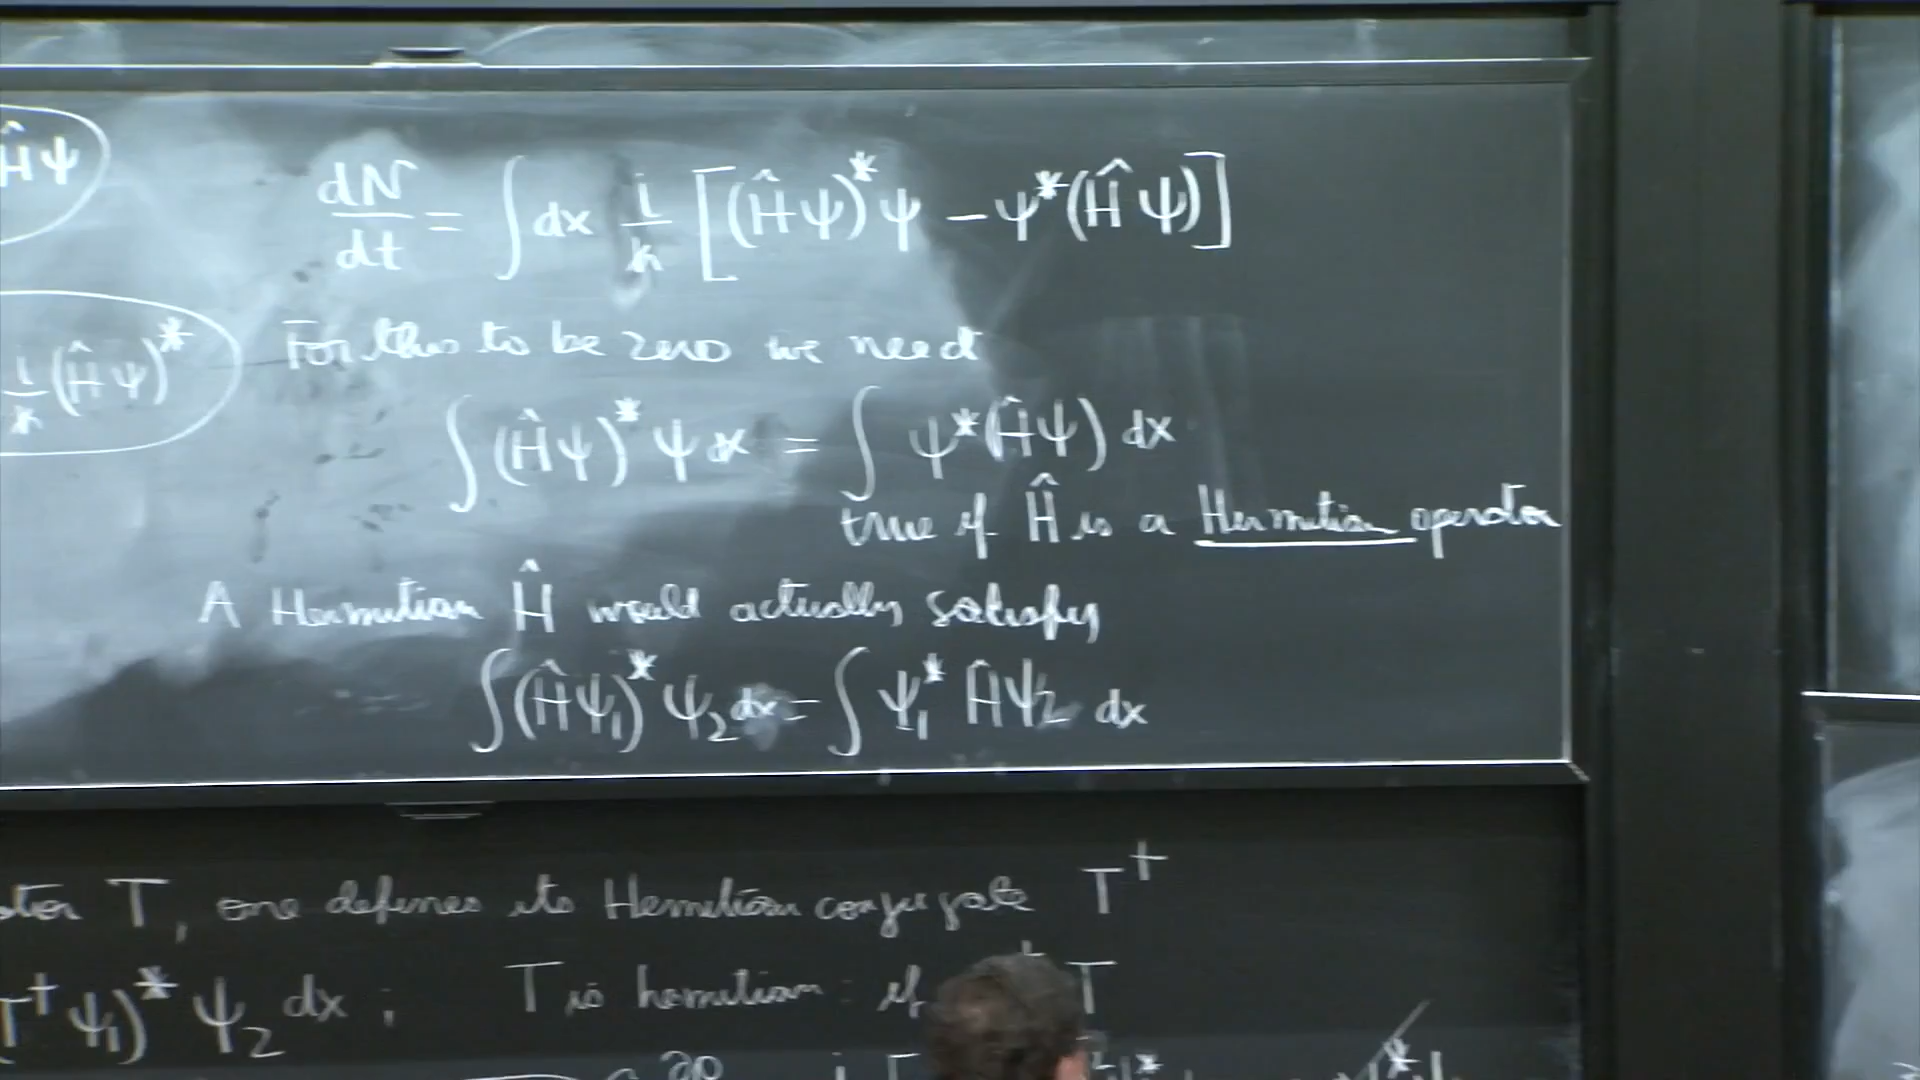 ĤΨ
dN/dt = ∫ dx i/ħ [(ĤΨ)* Ψ − Ψ*(ĤΨ)]
i/ħ (ĤΨ)*
For this to be zero we need
∫ (ĤΨ)* Ψ dx = ∫ Ψ*(ĤΨ) dx
true if Ĥ is a Hermitian operator
A Hermitian Ĥ would actually satisfy
∫(ĤΨ₁)* Ψ₂ dx = ∫ Ψ₁* ĤΨ₂ dx
T, one defines its Hermitian conjugate T†
(T†Ψ₁)* Ψ₂ dx ; T is hermitian : if T